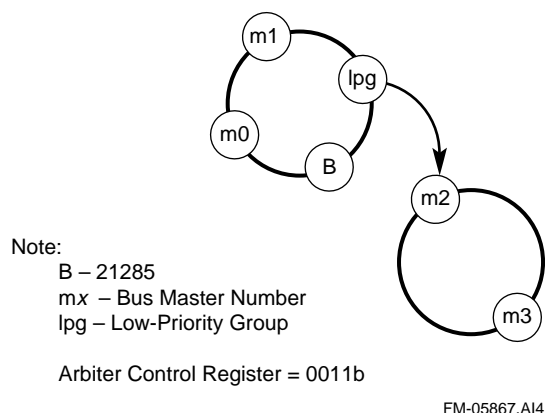 m1
lpg
m0
B
m2
m3
Note:
B – 21285
mx – Bus Master Number
lpg – Low-Priority Group
Arbiter Control Register = 0011b
FM-05867.AI4